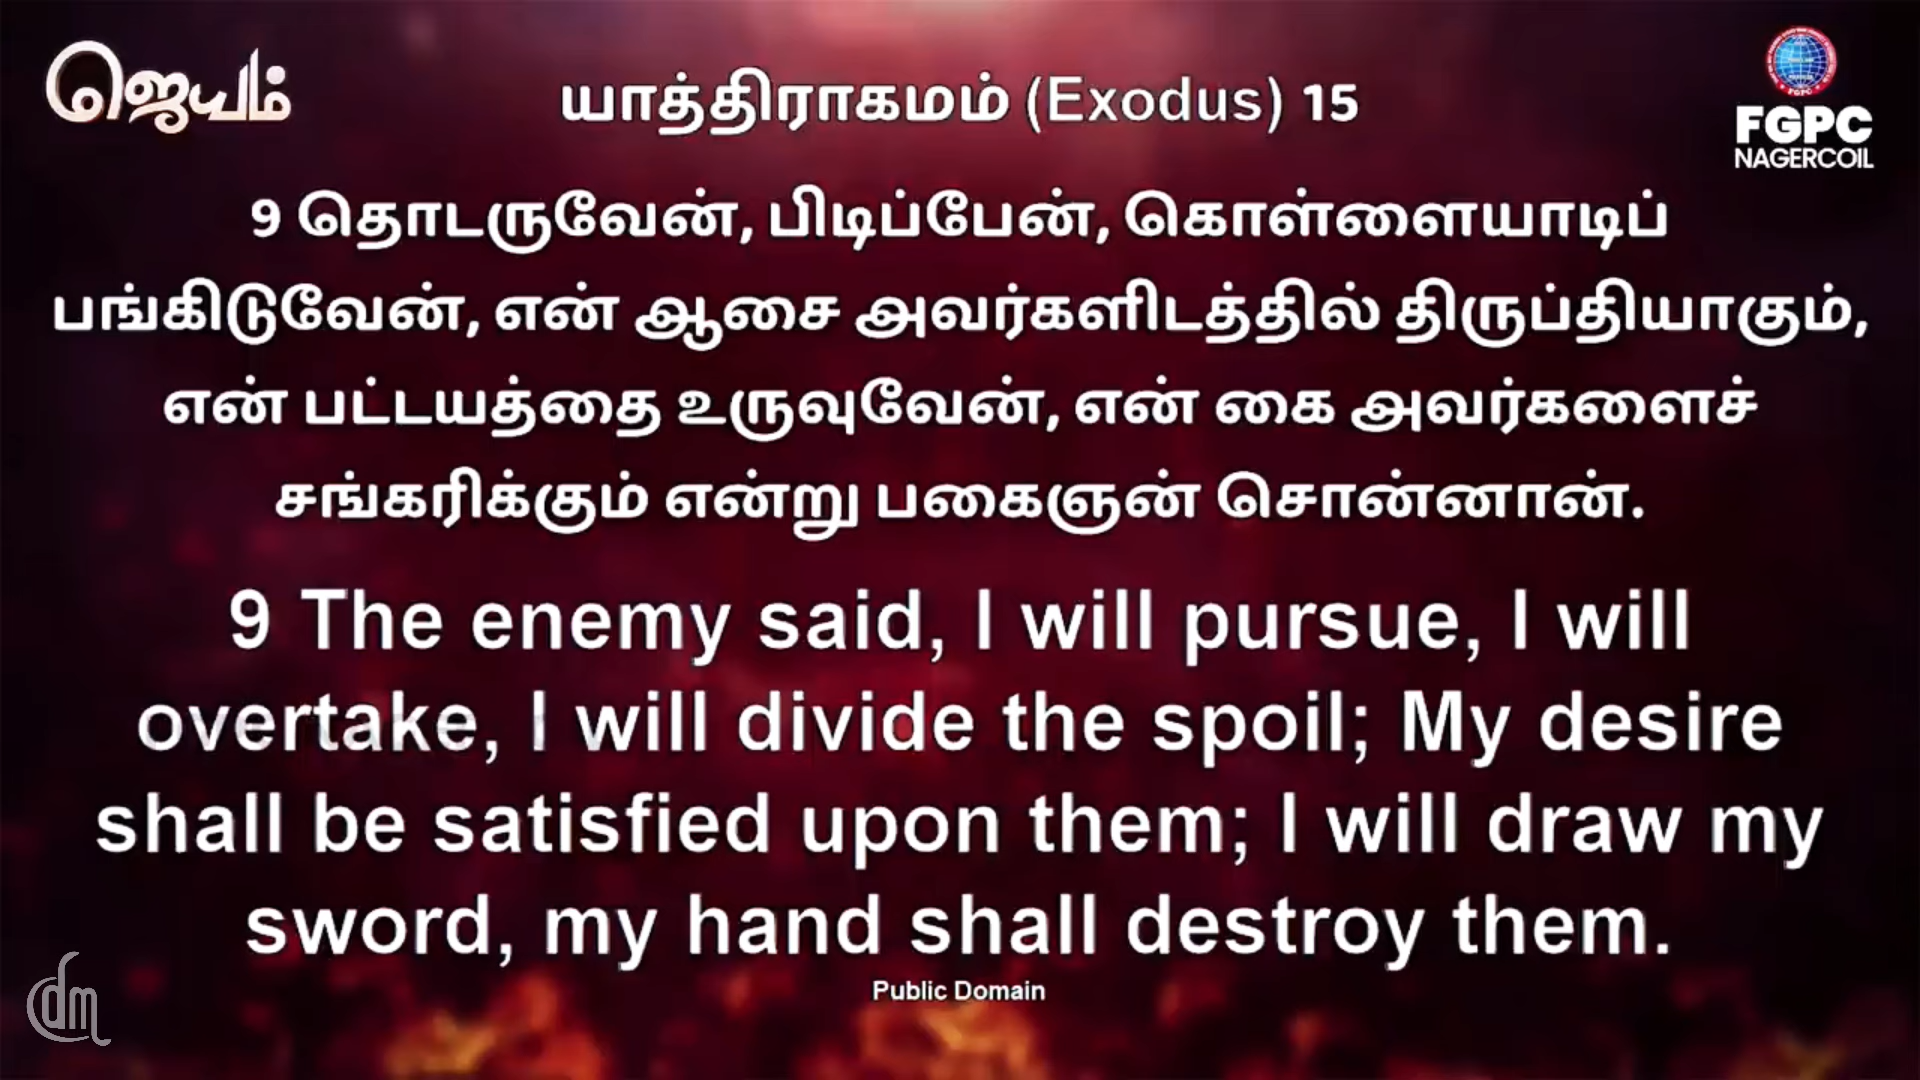 ஜெயம்
யாத்திராகமம் (Exodus) 15
FGPC
NAGERCOIL
9 தொடருவேன், பிடிப்பேன், கொள்ளையாடிப்
பங்கிடுவேன், என் ஆசை அவர்களிடத்தில் திருப்தியாகும்,
என் பட்டயத்தை உருவுவேன், என் கை அவர்களைச்
சங்கரிக்கும் என்று பகைஞன் சொன்னான்.
9 The enemy said, I will pursue, I will
overtake, I will divide the spoil; My desire
shall be satisfied upon them; I will draw my
sword, my hand shall destroy them.
Public Domain
dm